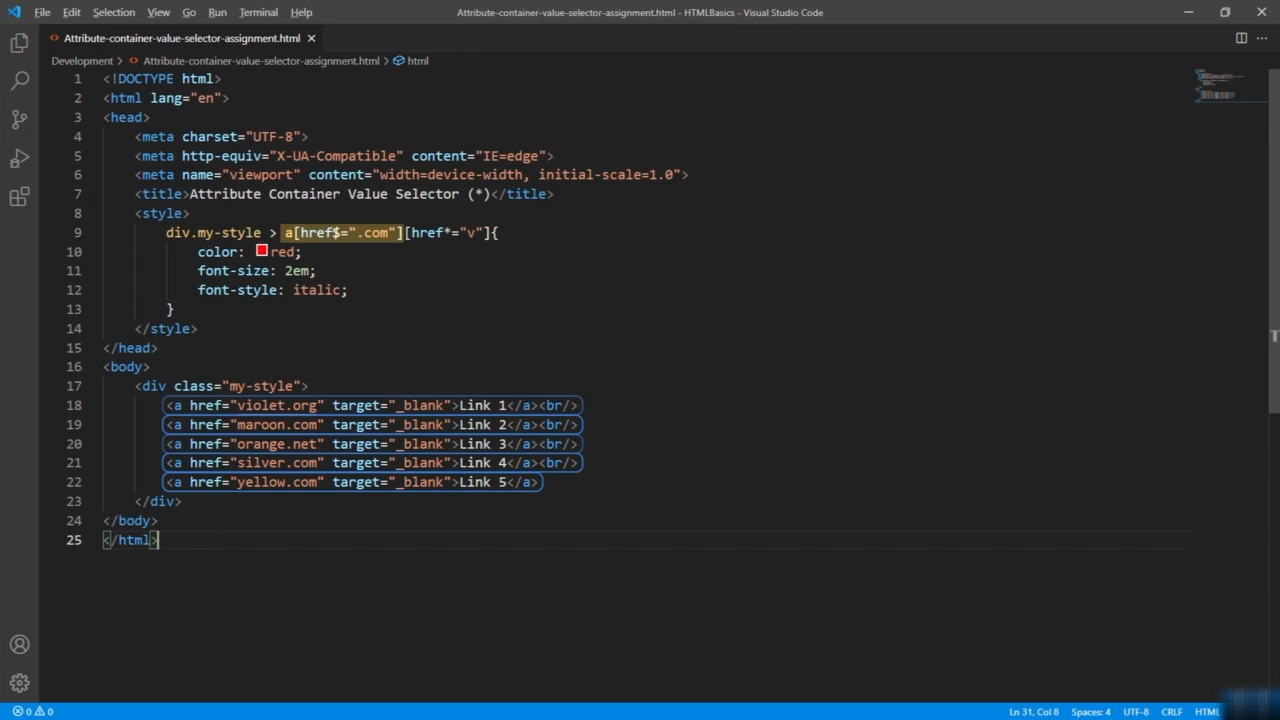 File Edit Selection View Go Run Terminal Help
Attribute-container-value-selector-assignment.html - HTMLBasics - Visual Studio Code
Attribute-container-value-selector-assignment.html
Development > Attribute-container-value-selector-assignment.html > html
1 <!DOCTYPE html>
2 <html lang="en">
3 <head>
4 <meta charset="UTF-8">
5 <meta http-equiv="X-UA-Compatible" content="IE=edge">
6 <meta name="viewport" content="width=device-width, initial-scale=1.0">
7 <title>Attribute Container Value Selector (*)</title>
8 <style>
9 div.my-style > a[href$=".com"][href*="v"]{
10 color: red;
11 font-size: 2em;
12 font-style: italic;
13 }
14 </style>
15 </head>
16 <body>
17 <div class="my-style">
18 <a href="violet.org" target="_blank">Link 1</a><br/>
19 <a href="maroon.com" target="_blank">Link 2</a><br/>
20 <a href="orange.net" target="_blank">Link 3</a><br/>
21 <a href="silver.com" target="_blank">Link 4</a><br/>
22 <a href="yellow.com" target="_blank">Link 5</a>
23 </div>
24 </body>
25 </html>
0 0
Ln 31, Col 8 Spaces: 4 UTF-8 CRLF HTML